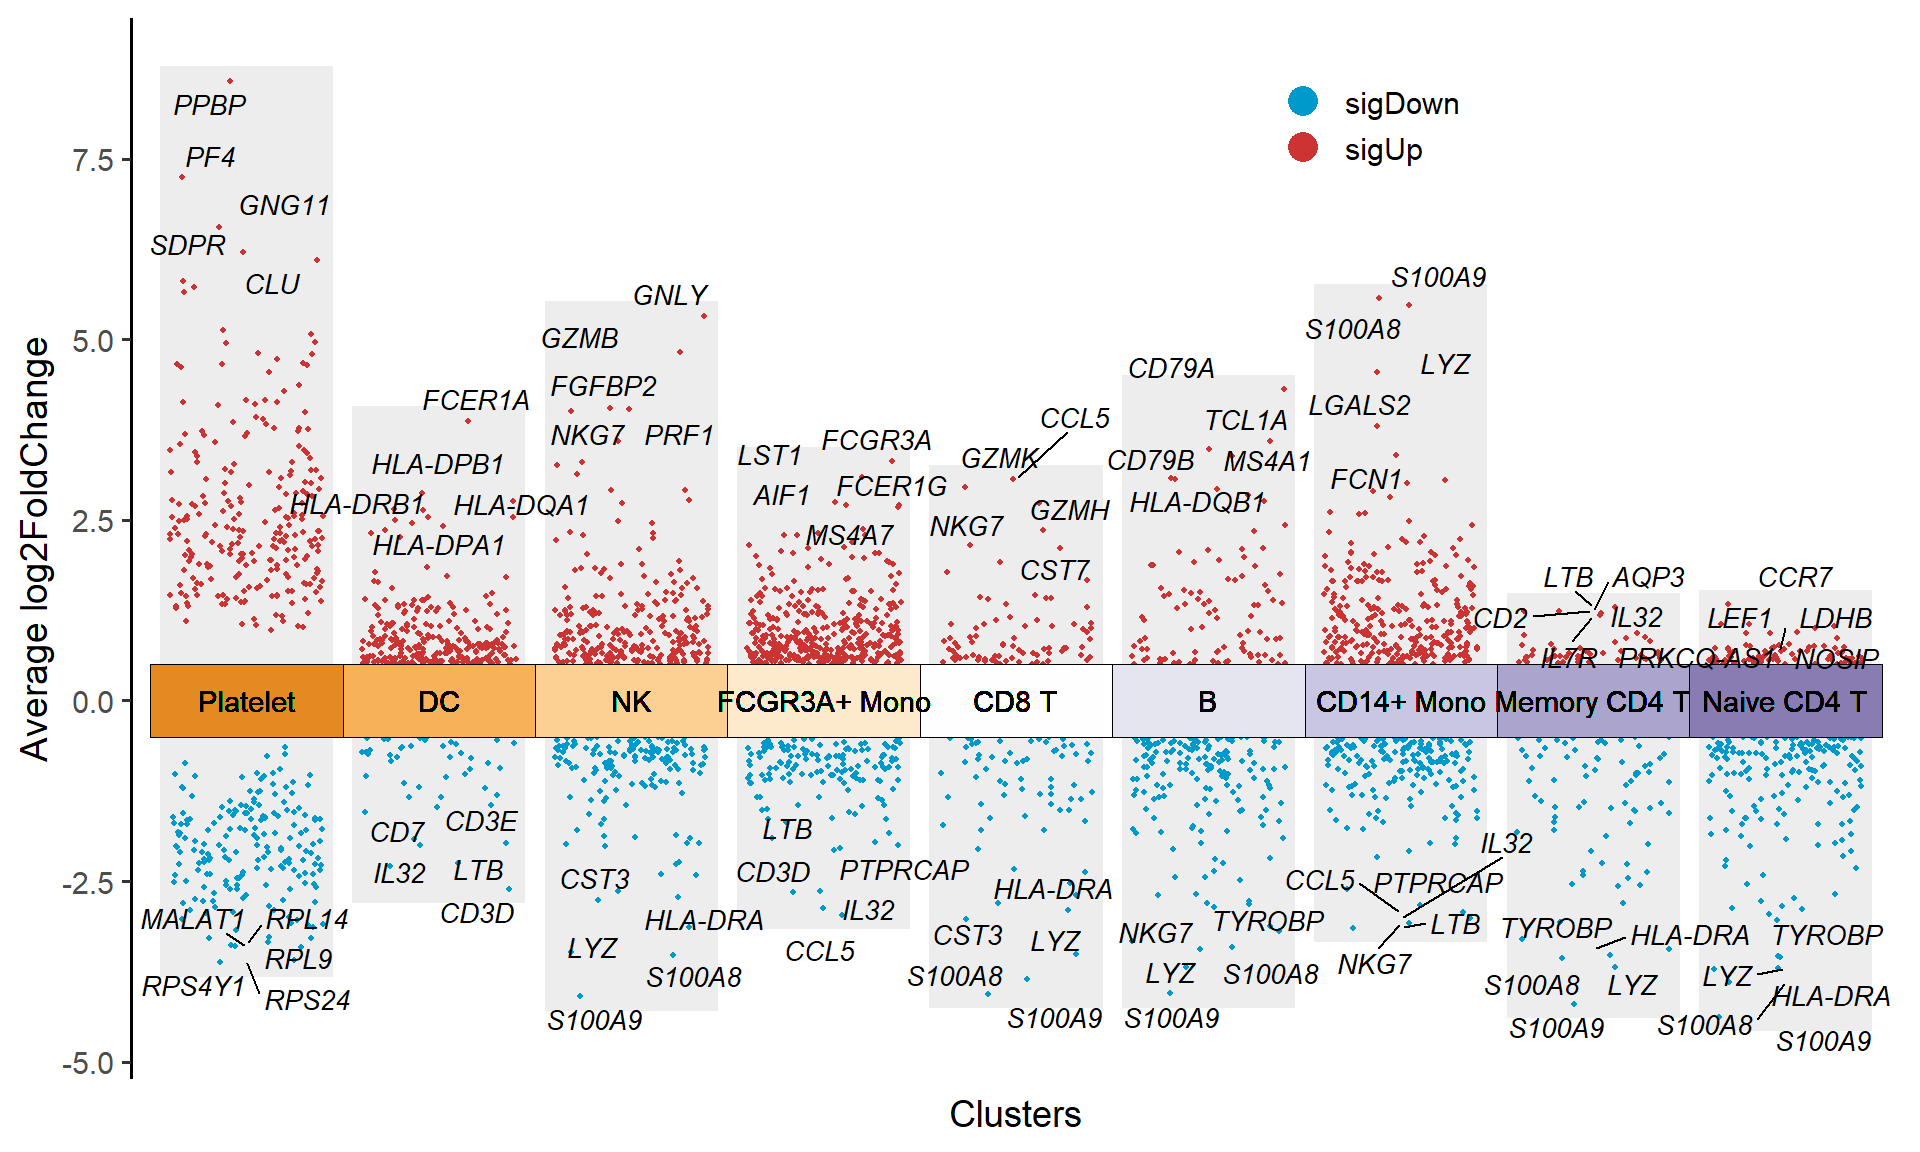 sigDown
sigUp
Average log2FoldChange
7.5
5.0
2.5
0.0
-2.5
-5.0
PPBP
PF4
GNG11
SDPR
CLU
FCER1A
HLA-DPB1
HLA-DRB1
HLA-DQA1
HLA-DPA1
GNLY
GZMB
FGFBP2
NKG7
PRF1
LST1
FCGR3A
AIF1
FCER1G
MS4A7
CCL5
GZMK
GZMH
NKG7
CST7
CD79A
TCL1A
CD79B
MS4A1
HLA-DQB1
S100A9
S100A8
LYZ
LGALS2
FCN1
LTB
AQP3
CD2
IL32
IL7R
PRKCQ-AS1
CCR7
LEF1
LDHB
NOSIP
Platelet
DC
NK
FCGR3A+ Mono
CD8 T
B
CD14+ Mono
Memory CD4 T
Naive CD4 T
MALAT1
RPL14
RPL9
RPS4Y1
RPS24
CD7
CD3E
IL32
LTB
CD3D
CST3
HLA-DRA
LYZ
S100A8
S100A9
LTB
CD3D
PTPRCAP
IL32
CCL5
HLA-DRA
CST3
LYZ
S100A8
S100A9
NKG7
TYROBP
LYZ
S100A8
S100A9
IL32
CCL5
PTPRCAP
LTB
NKG7
TYROBP
HLA-DRA
S100A8
LYZ
S100A9
TYROBP
LYZ
HLA-DRA
S100A8
S100A9
Clusters